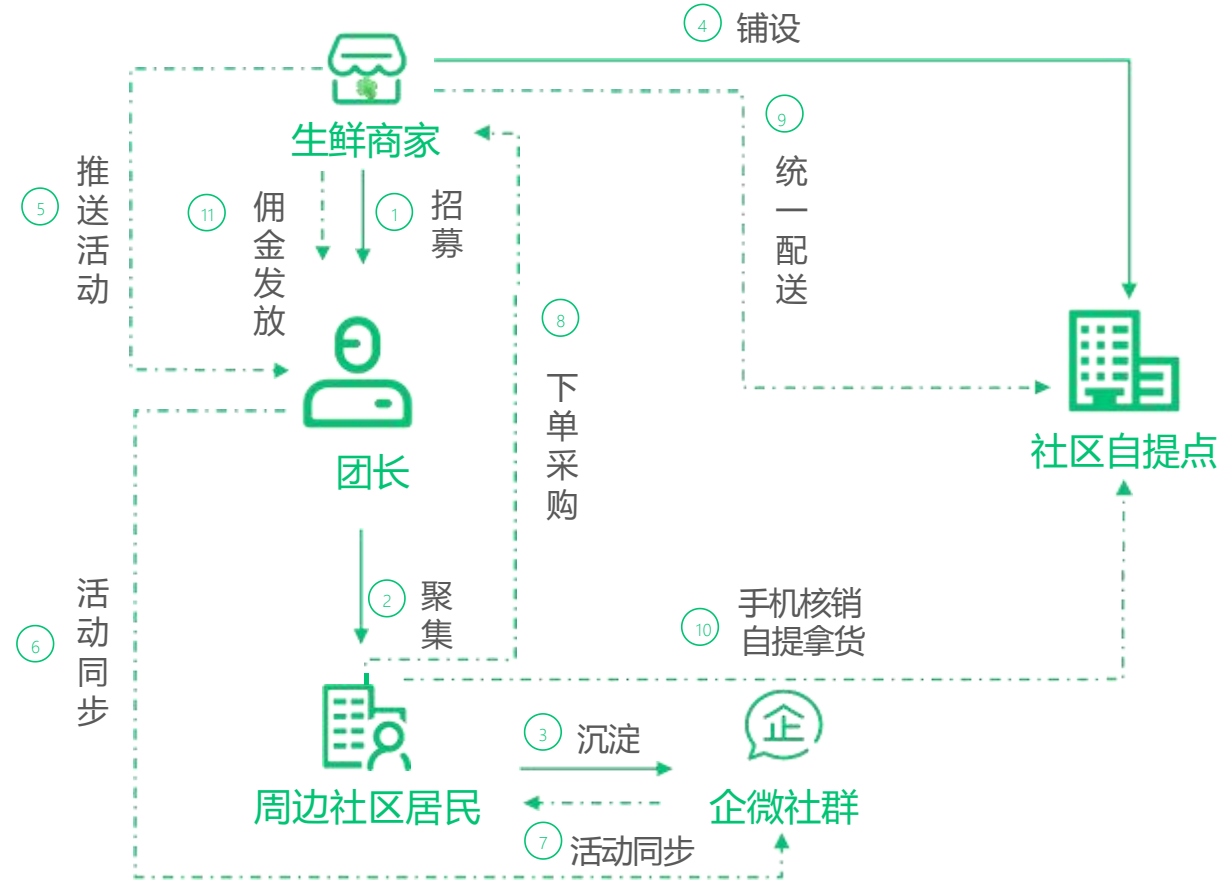 ④ 铺设
生鲜商家
⑨ 统一配送
⑤ 推送活动
⑪ 佣金发放
① 招募
⑧ 下单采购
团长
社区自提点
⑥ 活动同步
② 聚集
⑩ 手机核销
自提拿货
③ 沉淀
周边社区居民
企
企微社群
⑦ 活动同步